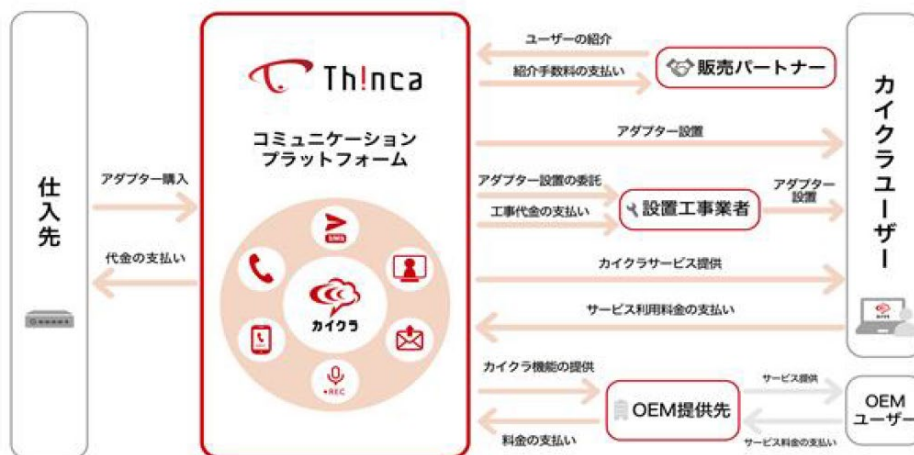 仕入先
アダプター購入
代金の支払い
Th!nca
コミュニケーション
プラットフォーム
SMS
カイクラ
REC
ユーザーの紹介
紹介手数料の支払い
販売パートナー
アダプター設置
アダプター設置の委託
工事代金の支払い
設置工事業者
アダプター
設置
カイクラサービス提供
サービス利用料金の支払い
カイクラユーザー
カイクラ機能の提供
料金の支払い
OEM提供先
サービス提供
サービス料金の支払い
OEM
ユーザー